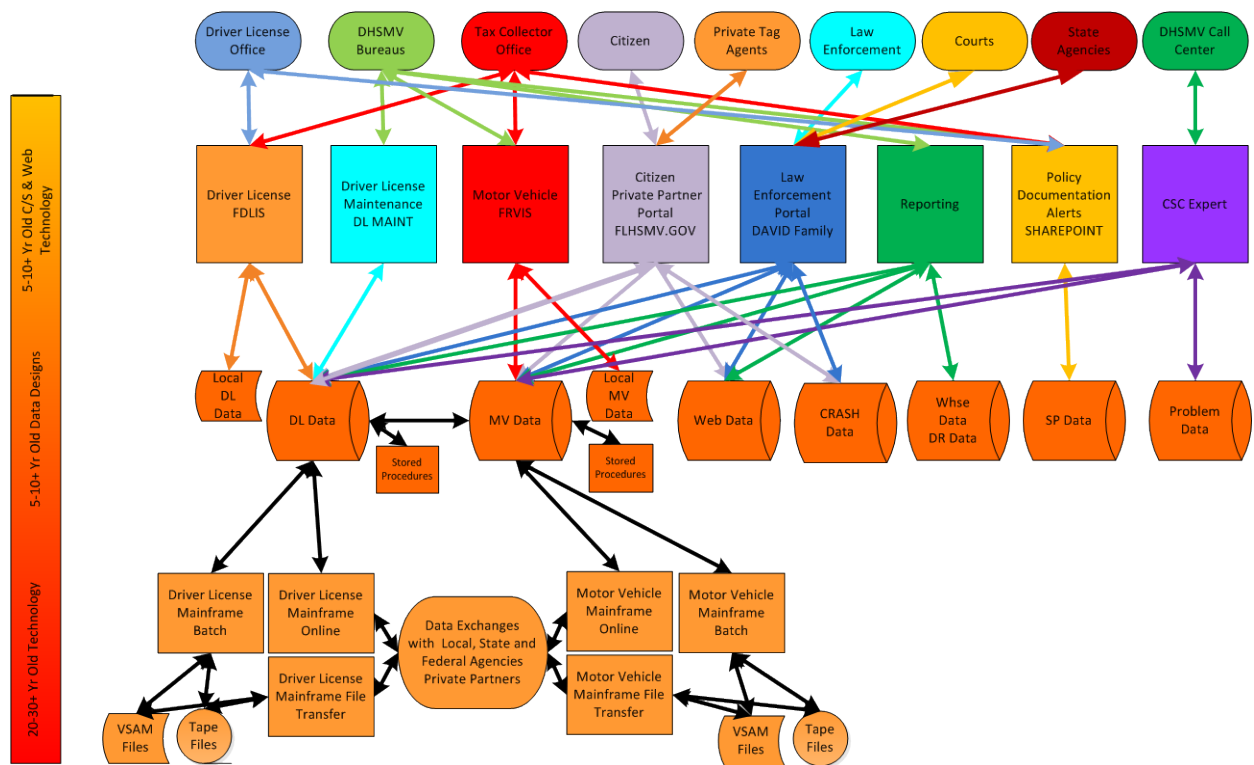 Driver License
Office
DHSMV
Bureaus
Tax Collector
Office
Citizen
Private Tag
Agents
Law
Enforcement
Courts
State
Agencies
DHSMV Call
Center
5-10+ Yr Old C/S & Web
Technology
Driver License
FDLIS
Driver License
Maintenance
DL MAINT
Motor Vehicle
FRVIS
Citizen
Private Partner
Portal
FLHSMV.GOV
Law
Enforcement
Portal
DAVID Family
Reporting
Policy
Documentation
Alerts
SHAREPOINT
CSC Expert
5-10+ Yr Old Data Designs
Local
DL
Data
DL Data
Stored
Procedures
MV Data
Local
MV
Data
Stored
Procedures
Web Data
CRASH
Data
Whse
Data
DR Data
SP Data
Problem
Data
20-30+ Yr Old Technology
Driver License
Mainframe
Batch
Driver License
Mainframe
Online
Data Exchanges
with Local, State and
Federal Agencies
Private Partners
Motor Vehicle
Mainframe
Online
Motor Vehicle
Mainframe
Batch
Driver License
Mainframe File
Transfer
Motor Vehicle
Mainframe File
Transfer
VSAM
Files
Tape
Files
VSAM
Files
Tape
Files